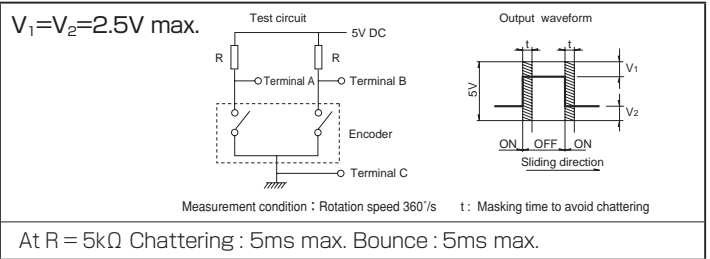 V₁=V₂=2.5V max.
Test circuit
5V DC
R
R
Terminal A
Terminal B
Encoder
Terminal C
Output waveform
t
t
V₁
5V
V₂
ON OFF ON
Sliding direction
Measurement condition：Rotation speed 360˚/s t : Masking time to avoid chattering
At R = 5kΩ Chattering : 5ms max. Bounce : 5ms max.